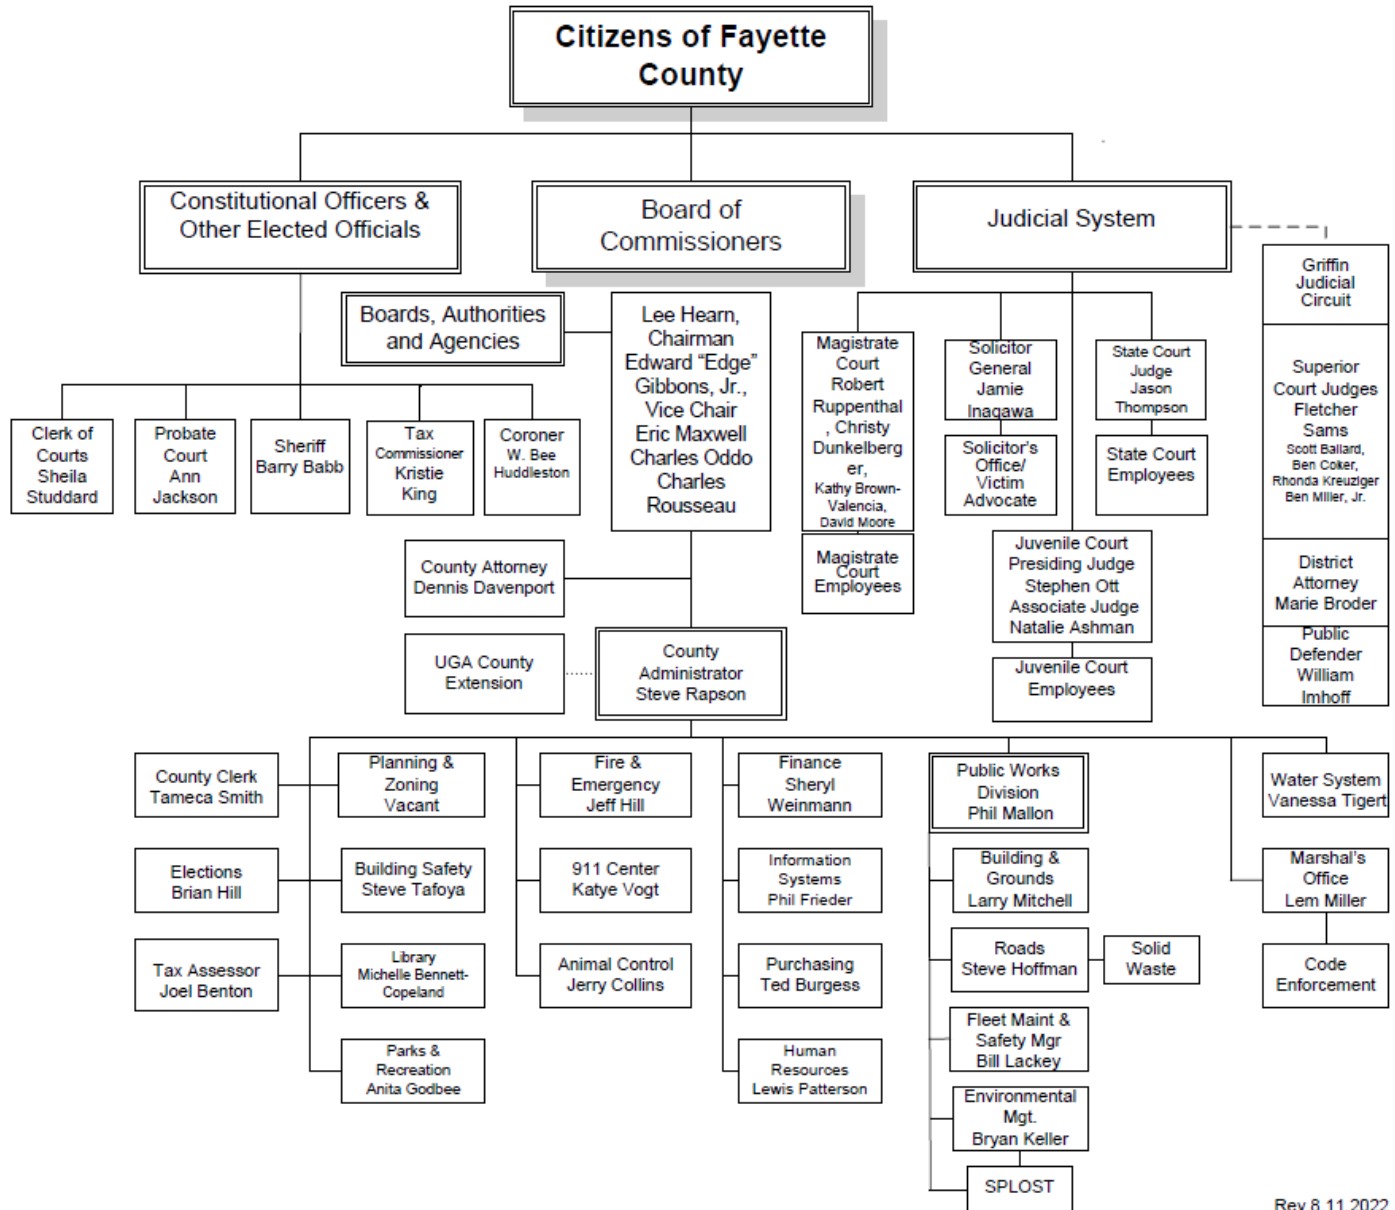 Citizens of Fayette
County
Constitutional Officers &
Other Elected Officials
Board of
Commissioners
Judicial System
Griffin
Judicial
Circuit
Boards, Authorities
and Agencies
Lee Hearn,
Chairman
Edward “Edge”
Gibbons, Jr.,
Vice Chair
Eric Maxwell
Charles Oddo
Charles
Rousseau
Magistrate
Court
Robert
Ruppenthal
, Christy
Dunkelberg
er,
Kathy Brown-
Valencia,
David Moore
Magistrate
Court
Employees
Solicitor
General
Jamie
Inagawa
Solicitor's
Office/
Victim
Advocate
State Court
Judge
Jason
Thompson
State Court
Employees
Superior
Court Judges
Fletcher
Sams
Scott Ballard,
Ben Coker,
Rhonda Kreuziger
Ben Miller, Jr.
District
Attorney
Marie Broder
Public
Defender
William
Imhoff
Clerk of
Courts
Sheila
Studdard
Probate
Court
Ann
Jackson
Sheriff
Barry Babb
Tax
Commissioner
Kristie
King
Coroner
W. Bee
Huddleston
Juvenile Court
Presiding Judge
Stephen Ott
Associate Judge
Natalie Ashman
Juvenile Court
Employees
County Attorney
Dennis Davenport
UGA County
Extension
County
Administrator
Steve Rapson
County Clerk
Tameca Smith
Planning &
Zoning
Vacant
Fire &
Emergency
Jeff Hill
Finance
Sheryl
Weinmann
Public Works
Division
Phil Mallon
Water System
Vanessa Tigert
Elections
Brian Hill
Building Safety
Steve Tafoya
911 Center
Katye Vogt
Information
Systems
Phil Frieder
Building &
Grounds
Larry Mitchell
Marshal's
Office
Lem Miller
Tax Assessor
Joel Benton
Library
Michelle Bennett-
Copeland
Animal Control
Jerry Collins
Purchasing
Ted Burgess
Roads
Steve Hoffman
Solid
Waste
Code
Enforcement
Parks &
Recreation
Anita Godbee
Human
Resources
Lewis Patterson
Fleet Maint &
Safety Mgr
Bill Lackey
Environmental
Mgt.
Bryan Keller
SPLOST
Rev 8.11.2022